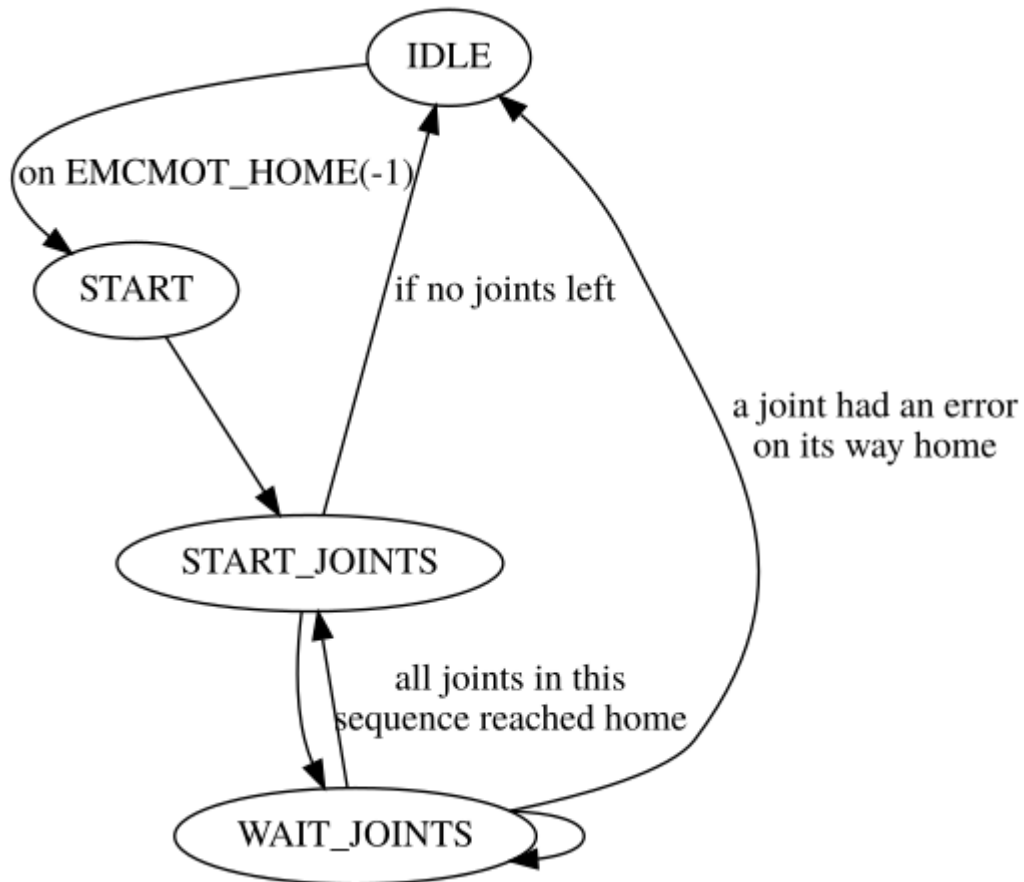 IDLE
on EMCMOT_HOME(-1)
START
if no joints left
a joint had an error
on its way home
START_JOINTS
all joints in this
sequence reached home
WAIT_JOINTS